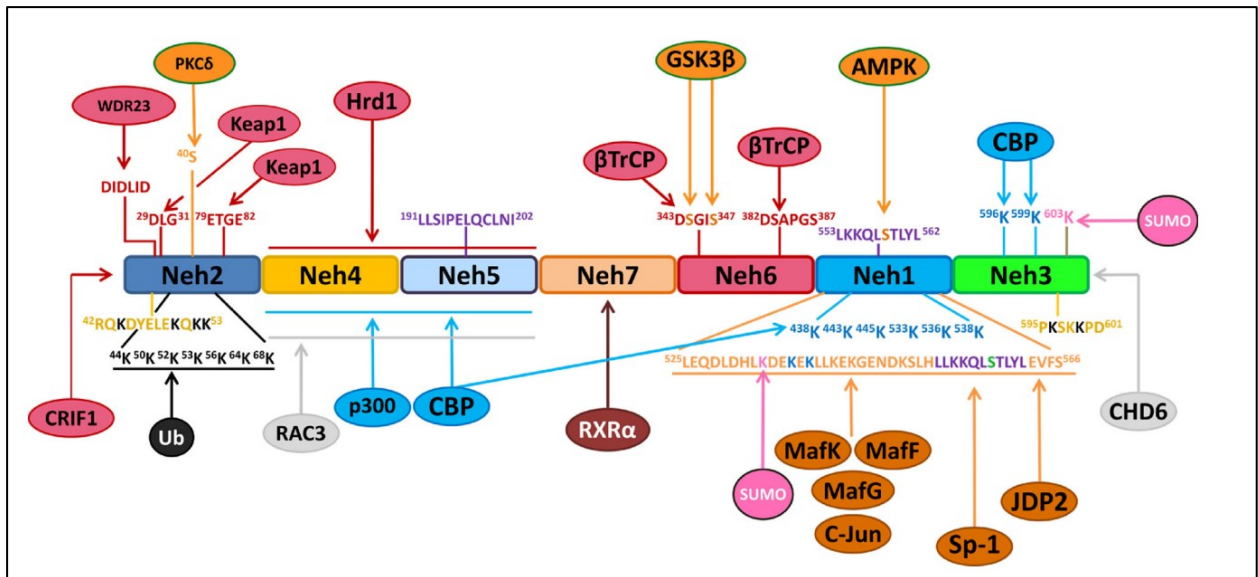 PKCδ
GSK3β
AMPK
WDR23
Keap1
Hrd1
Keap1
βTrCP
βTrCP
CBP
SUMO
⁴⁰S
DIDLID
²⁹DLG³¹
⁷⁹ETGE⁸²
¹⁹¹LLSIPELQCLNI²⁰²
³⁴³DSGIS³⁴⁷
³⁸²DSAPGS³⁸⁷
⁵⁵³LKKQLSTLYL⁵⁶²
⁵⁹⁶K
⁵⁹⁹K
⁶⁰³K
Neh2
Neh4
Neh5
Neh7
Neh6
Neh1
Neh3
⁴²RQKDYELEKQKK⁵³
⁴⁴K ⁵⁰K ⁵²K ⁵³K ⁵⁶K ⁶⁴K ⁶⁸K
⁴³⁸K ⁴⁴³K ⁴⁴⁵K ⁵³³K ⁵³⁶K ⁵³⁸K
⁵⁹⁵PKSKKPD⁶⁰¹
⁵²⁵LEQDLDHLKDEKEKLLKEKGENDKSLHLLKKQLSTLYLEVFS⁵⁶⁶
CRIF1
Ub
RAC3
p300
CBP
RXRα
CHD6
MafK
MafF
MafG
C-Jun
SUMO
Sp-1
JDP2